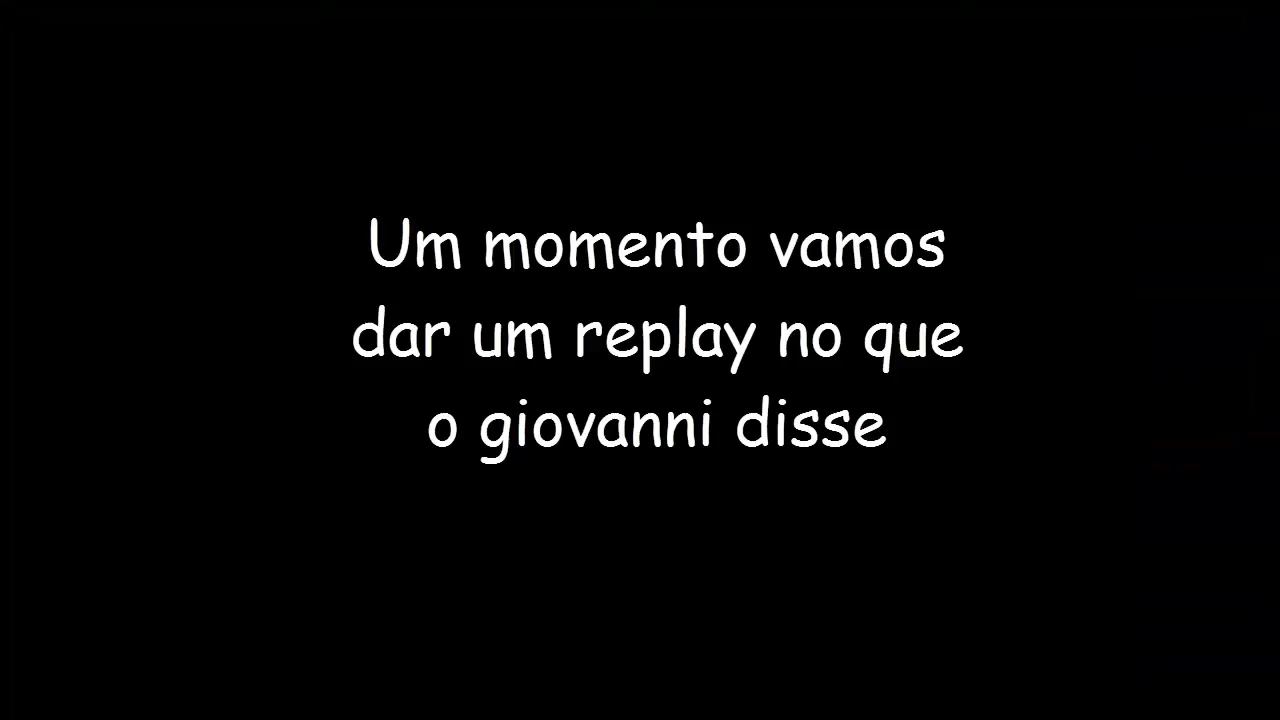 Um momento vamos
dar um replay no que
o giovanni disse